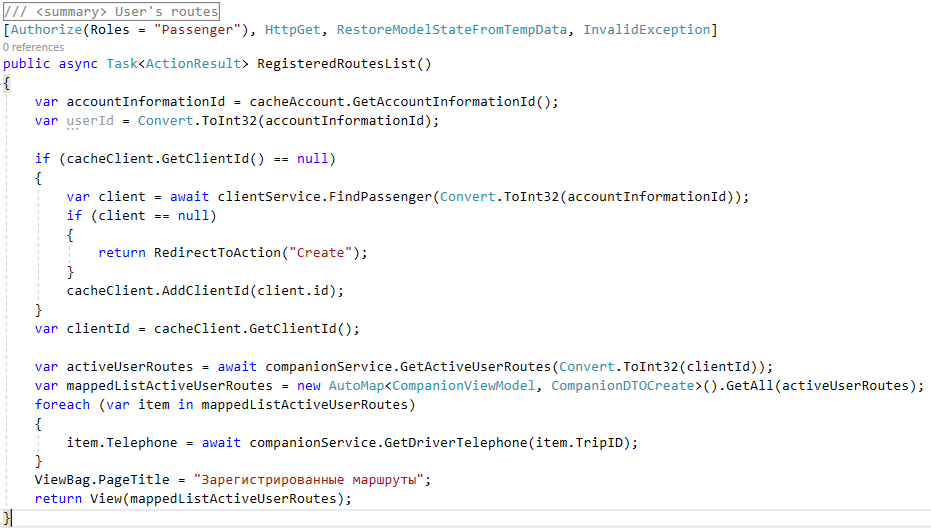 /// <summary> User's routes
[Authorize(Roles = "Passenger"), HttpGet, RestoreModelStateFromTempData, InvalidException]
0 references
public async Task<ActionResult> RegisteredRoutesList()
{
    var accountInformationId = cacheAccount.GetAccountInformationId();
    var userId = Convert.ToInt32(accountInformationId);

    if (cacheClient.GetClientId() == null)
    {
        var client = await clientService.FindPassenger(Convert.ToInt32(accountInformationId));
        if (client == null)
        {
            return RedirectToAction("Create");
        }
        cacheClient.AddClientId(client.id);
    }
    var clientId = cacheClient.GetClientId();

    var activeUserRoutes = await companionService.GetActiveUserRoutes(Convert.ToInt32(clientId));
    var mappedListActiveUserRoutes = new AutoMap<CompanionViewModel, CompanionDTOCreate>().GetAll(activeUserRoutes);
    foreach (var item in mappedListActiveUserRoutes)
    {
        item.Telephone = await companionService.GetDriverTelephone(item.TripID);
    }
    ViewBag.PageTitle = "Зарегистрированные маршруты";
    return View(mappedListActiveUserRoutes);
}